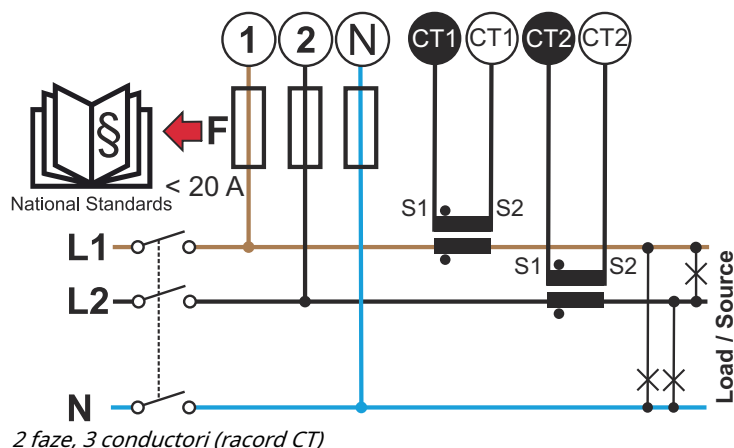 1 2 N CT1 CT1 CT2 CT2
§
F
< 20 A
National Standards
S1 S2
L1
S1 S2
L2
Load / Source
N
2 faze, 3 conductori (racord CT)